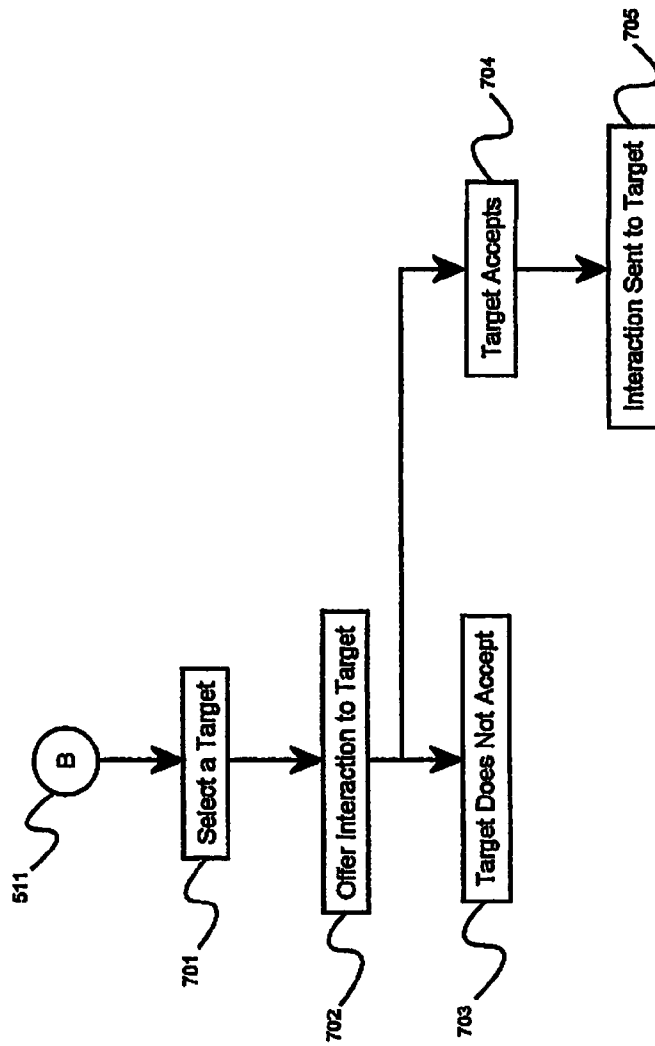 511
B
701
Select a Target
702
Offer Interaction to Target
703
Target Does Not Accept
704
Target Accepts
705
Interaction Sent to Target